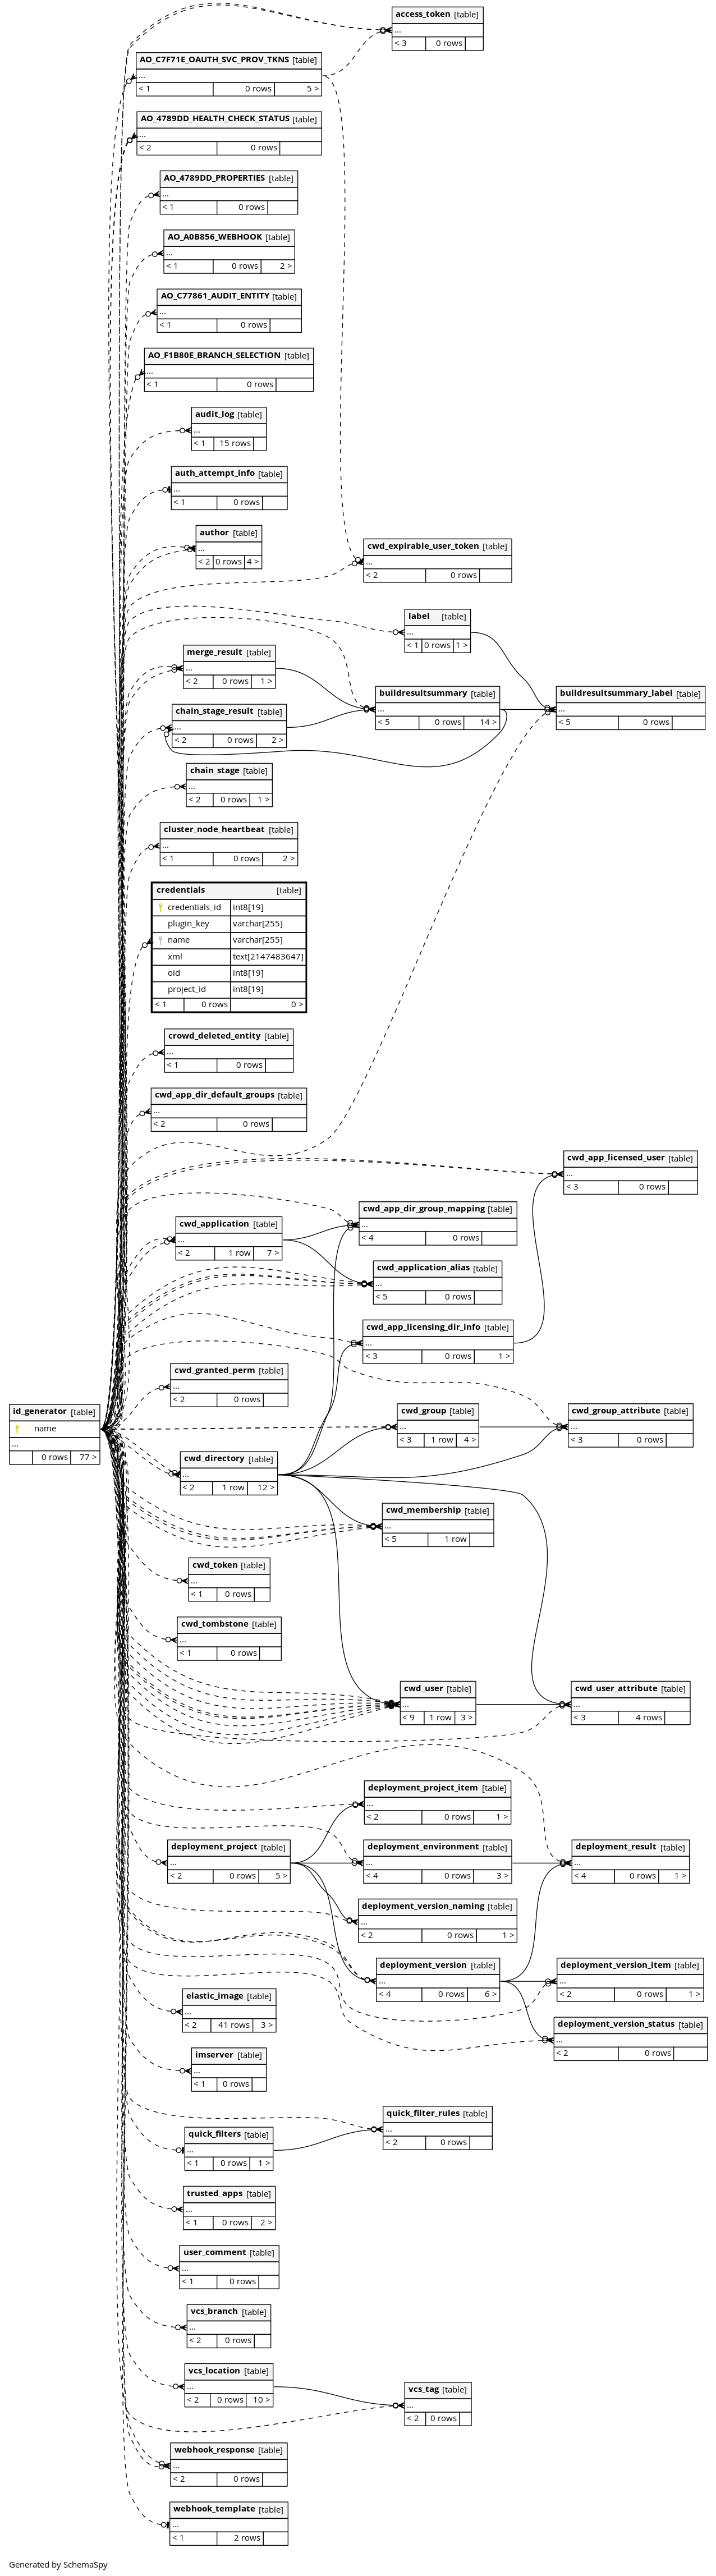 access_token [table]
...
< 3 0 rows
AO_C7F71E_OAUTH_SVC_PROV_TKNS [table]
...
< 1 0 rows 5 >
AO_4789DD_HEALTH_CHECK_STATUS [table]
...
< 2 0 rows
AO_4789DD_PROPERTIES [table]
...
< 1 0 rows
AO_A0B856_WEBHOOK [table]
...
< 1 0 rows 2 >
AO_C77861_AUDIT_ENTITY [table]
...
< 1 0 rows
AO_F1B80E_BRANCH_SELECTION [table]
...
< 1 0 rows
audit_log [table]
...
< 1 15 rows
auth_attempt_info [table]
...
< 1 0 rows
author [table]
...
< 2 0 rows 4 >
cwd_expirable_user_token [table]
...
< 2 0 rows
label [table]
...
< 1 0 rows 1 >
merge_result [table]
...
< 2 0 rows 1 >
buildresultsummary [table]
...
< 5 0 rows 14 >
buildresultsummary_label [table]
...
< 5 0 rows
chain_stage_result [table]
...
< 2 0 rows 2 >
chain_stage [table]
...
< 2 0 rows 1 >
cluster_node_heartbeat [table]
...
< 1 0 rows 2 >
credentials [table]
credentials_id int8[19]
plugin_key varchar[255]
name varchar[255]
xml text[2147483647]
oid int8[19]
project_id int8[19]
< 1 0 rows 0 >
crowd_deleted_entity [table]
...
< 1 0 rows
cwd_app_dir_default_groups [table]
...
< 2 0 rows
cwd_app_licensed_user [table]
...
< 3 0 rows
cwd_app_dir_group_mapping [table]
...
< 4 0 rows
cwd_application [table]
...
< 2 1 row 7 >
cwd_application_alias [table]
...
< 5 0 rows
cwd_app_licensing_dir_info [table]
...
< 3 0 rows 1 >
cwd_granted_perm [table]
...
< 2 0 rows
id_generator [table]
name
...
0 rows 77 >
cwd_group [table]
...
< 3 1 row 4 >
cwd_group_attribute [table]
...
< 3 0 rows
cwd_directory [table]
...
< 2 1 row 12 >
cwd_membership [table]
...
< 5 1 row
cwd_token [table]
...
< 1 0 rows
cwd_tombstone [table]
...
< 1 0 rows
cwd_user [table]
...
< 9 1 row 3 >
cwd_user_attribute [table]
...
< 3 4 rows
deployment_project_item [table]
...
< 2 0 rows 1 >
deployment_project [table]
...
< 2 0 rows 5 >
deployment_environment [table]
...
< 4 0 rows 3 >
deployment_result [table]
...
< 4 0 rows 1 >
deployment_version_naming [table]
...
< 2 0 rows 1 >
deployment_version [table]
...
< 4 0 rows 6 >
deployment_version_item [table]
...
< 2 0 rows 1 >
elastic_image [table]
...
< 2 41 rows 3 >
deployment_version_status [table]
...
< 2 0 rows
imserver [table]
...
< 1 0 rows
quick_filter_rules [table]
...
< 2 0 rows
quick_filters [table]
...
< 1 0 rows 1 >
trusted_apps [table]
...
< 1 0 rows 2 >
user_comment [table]
...
< 1 0 rows
vcs_branch [table]
...
< 2 0 rows
vcs_location [table]
...
< 2 0 rows 10 >
vcs_tag [table]
...
< 2 0 rows
webhook_response [table]
...
< 2 0 rows
webhook_template [table]
...
< 1 2 rows
Generated by SchemaSpy